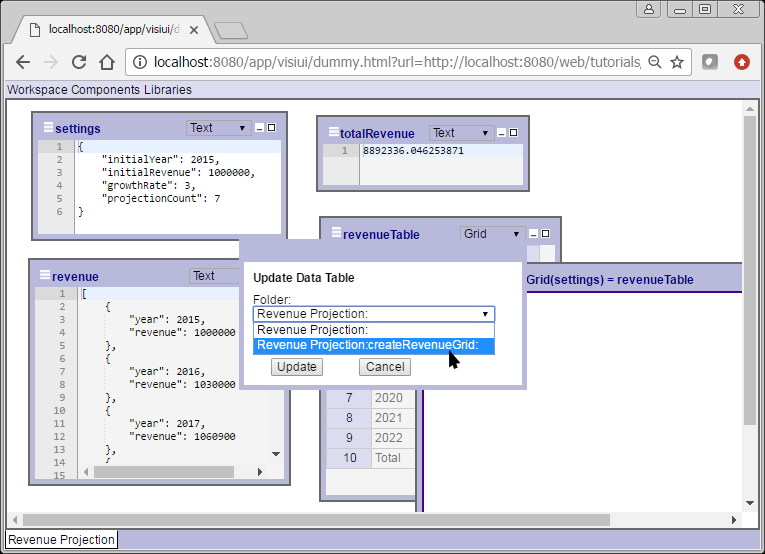 localhost:8080/app/visiui/d
localhost:8080/app/visiui/dummy.html?url=http://localhost:8080/web/tutorials
Workspace Components Libraries
settings Text
1 {
2 "initialYear": 2015,
3 "initialRevenue": 1000000,
4 "growthRate": 3,
5 "projectionCount": 7
6 }
totalRevenue Text
1 8892336.046253871
revenueTable Grid
Grid(settings) = revenueTable
revenue Text
1 [
2 {
3 "year": 2015,
4 "revenue": 1000000
5 },
6 {
7 "year": 2016,
8 "revenue": 1030000
9 },
10 {
11 "year": 2017,
12 "revenue": 1060900
13 },
14 {
15
Update Data Table
Folder:
Revenue Projection:
Revenue Projection:
Revenue Projection:createRevenueGrid:
Update Cancel
7 2020
8 2021
9 2022
10 Total
Revenue Projection